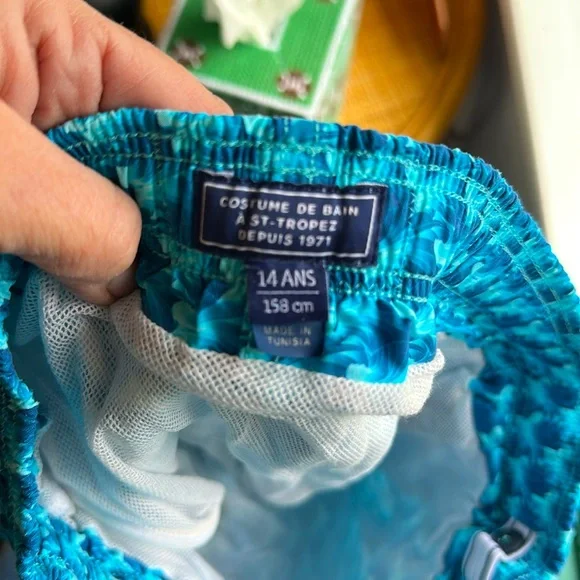 COSTUME DE BAIN
À ST-TROPEZ
DEPUIS 1971
14 ANS
158 cm
MADE IN
TUNISIA